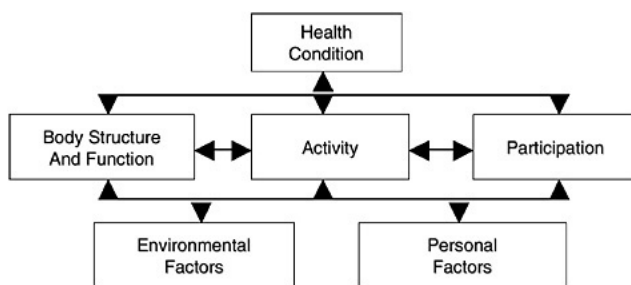 Health
Condition
Body Structure
And Function
Activity
Participation
Environmental
Factors
Personal
Factors